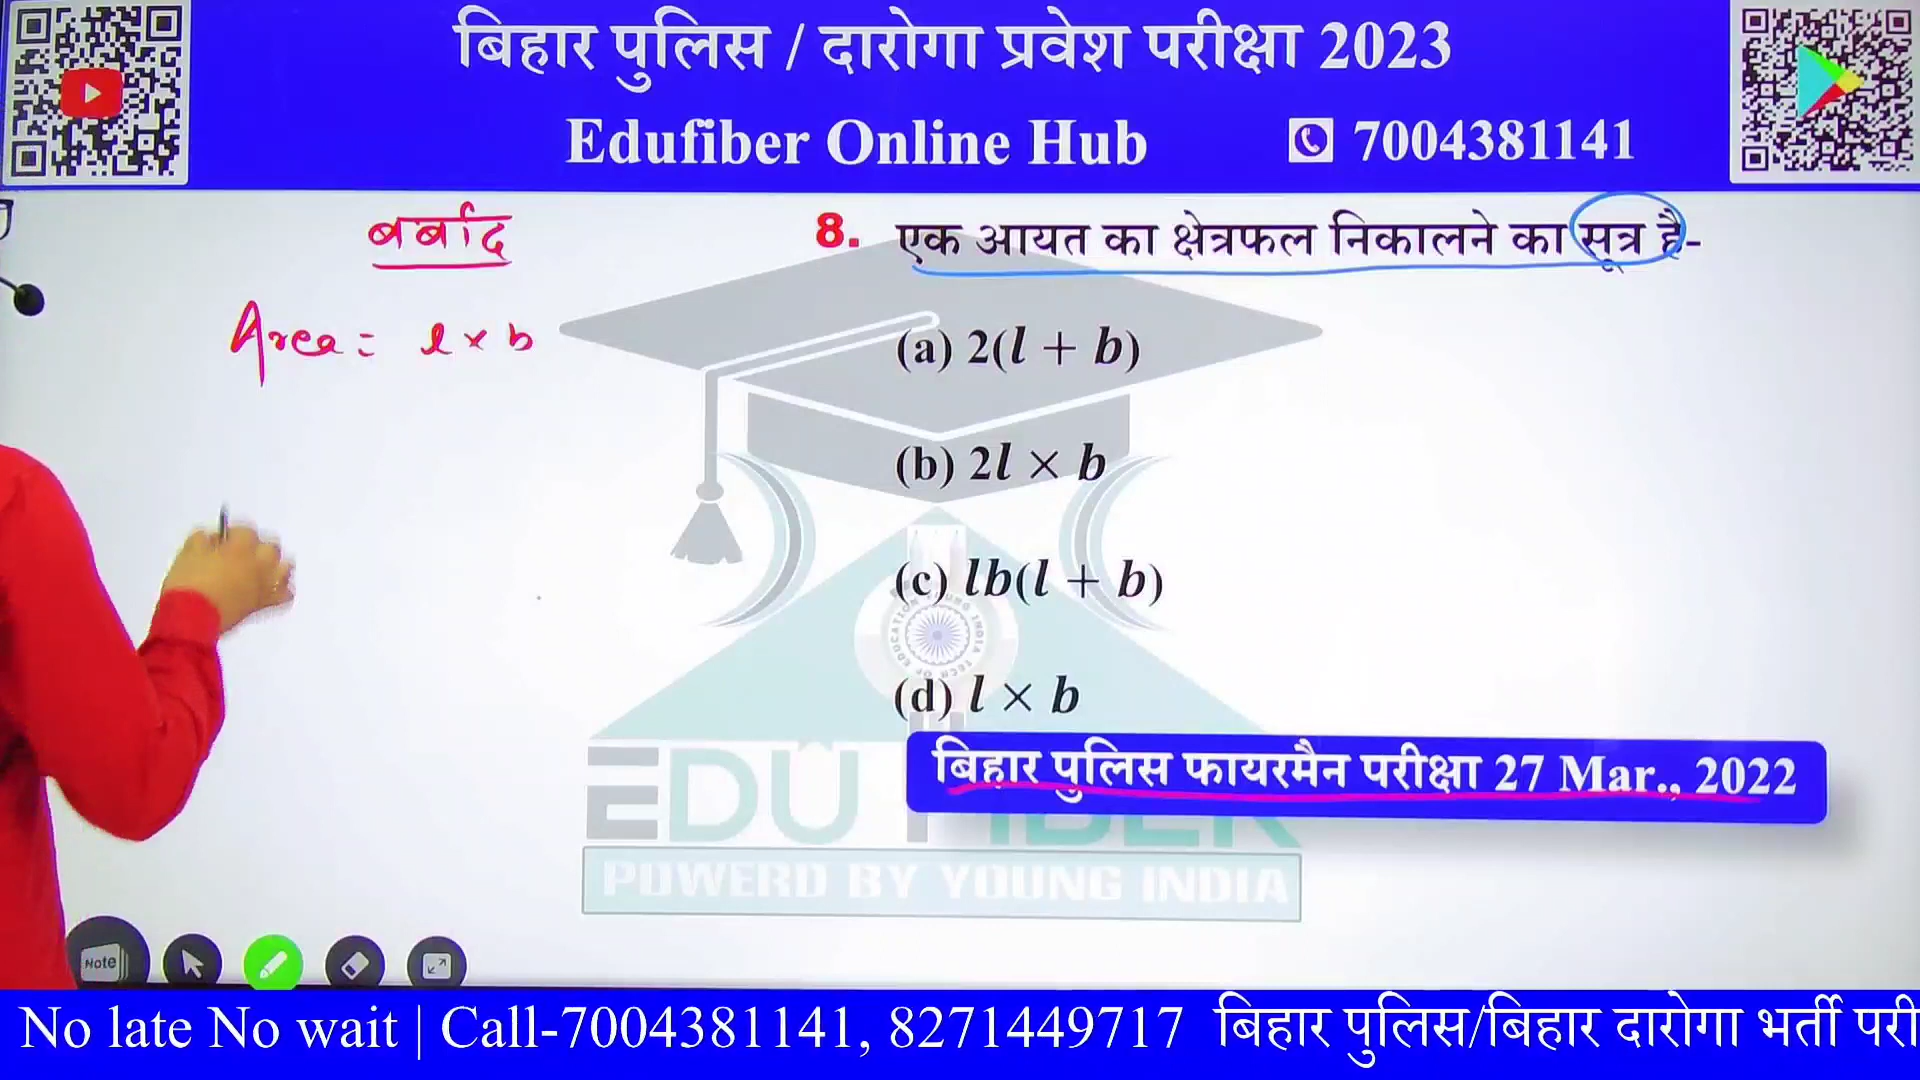 बिहार पुलिस / दारोगा प्रवेश परीक्षा 2023
Edufiber Online Hub 7004381141
बर्बाद
8. एक आयत का क्षेत्रफल निकालने का सूत्र है-
Area = l × b
(a) 2(l + b)
(b) 2l × b
(c) lb(l + b)
(d) l × b
बिहार पुलिस फायरमैन परीक्षा 27 Mar., 2022
EDU FIBER
POWERD BY YOUNG INDIA
Note
No late No wait | Call-7004381141, 8271449717 बिहार पुलिस/बिहार दारोगा भर्ती परी